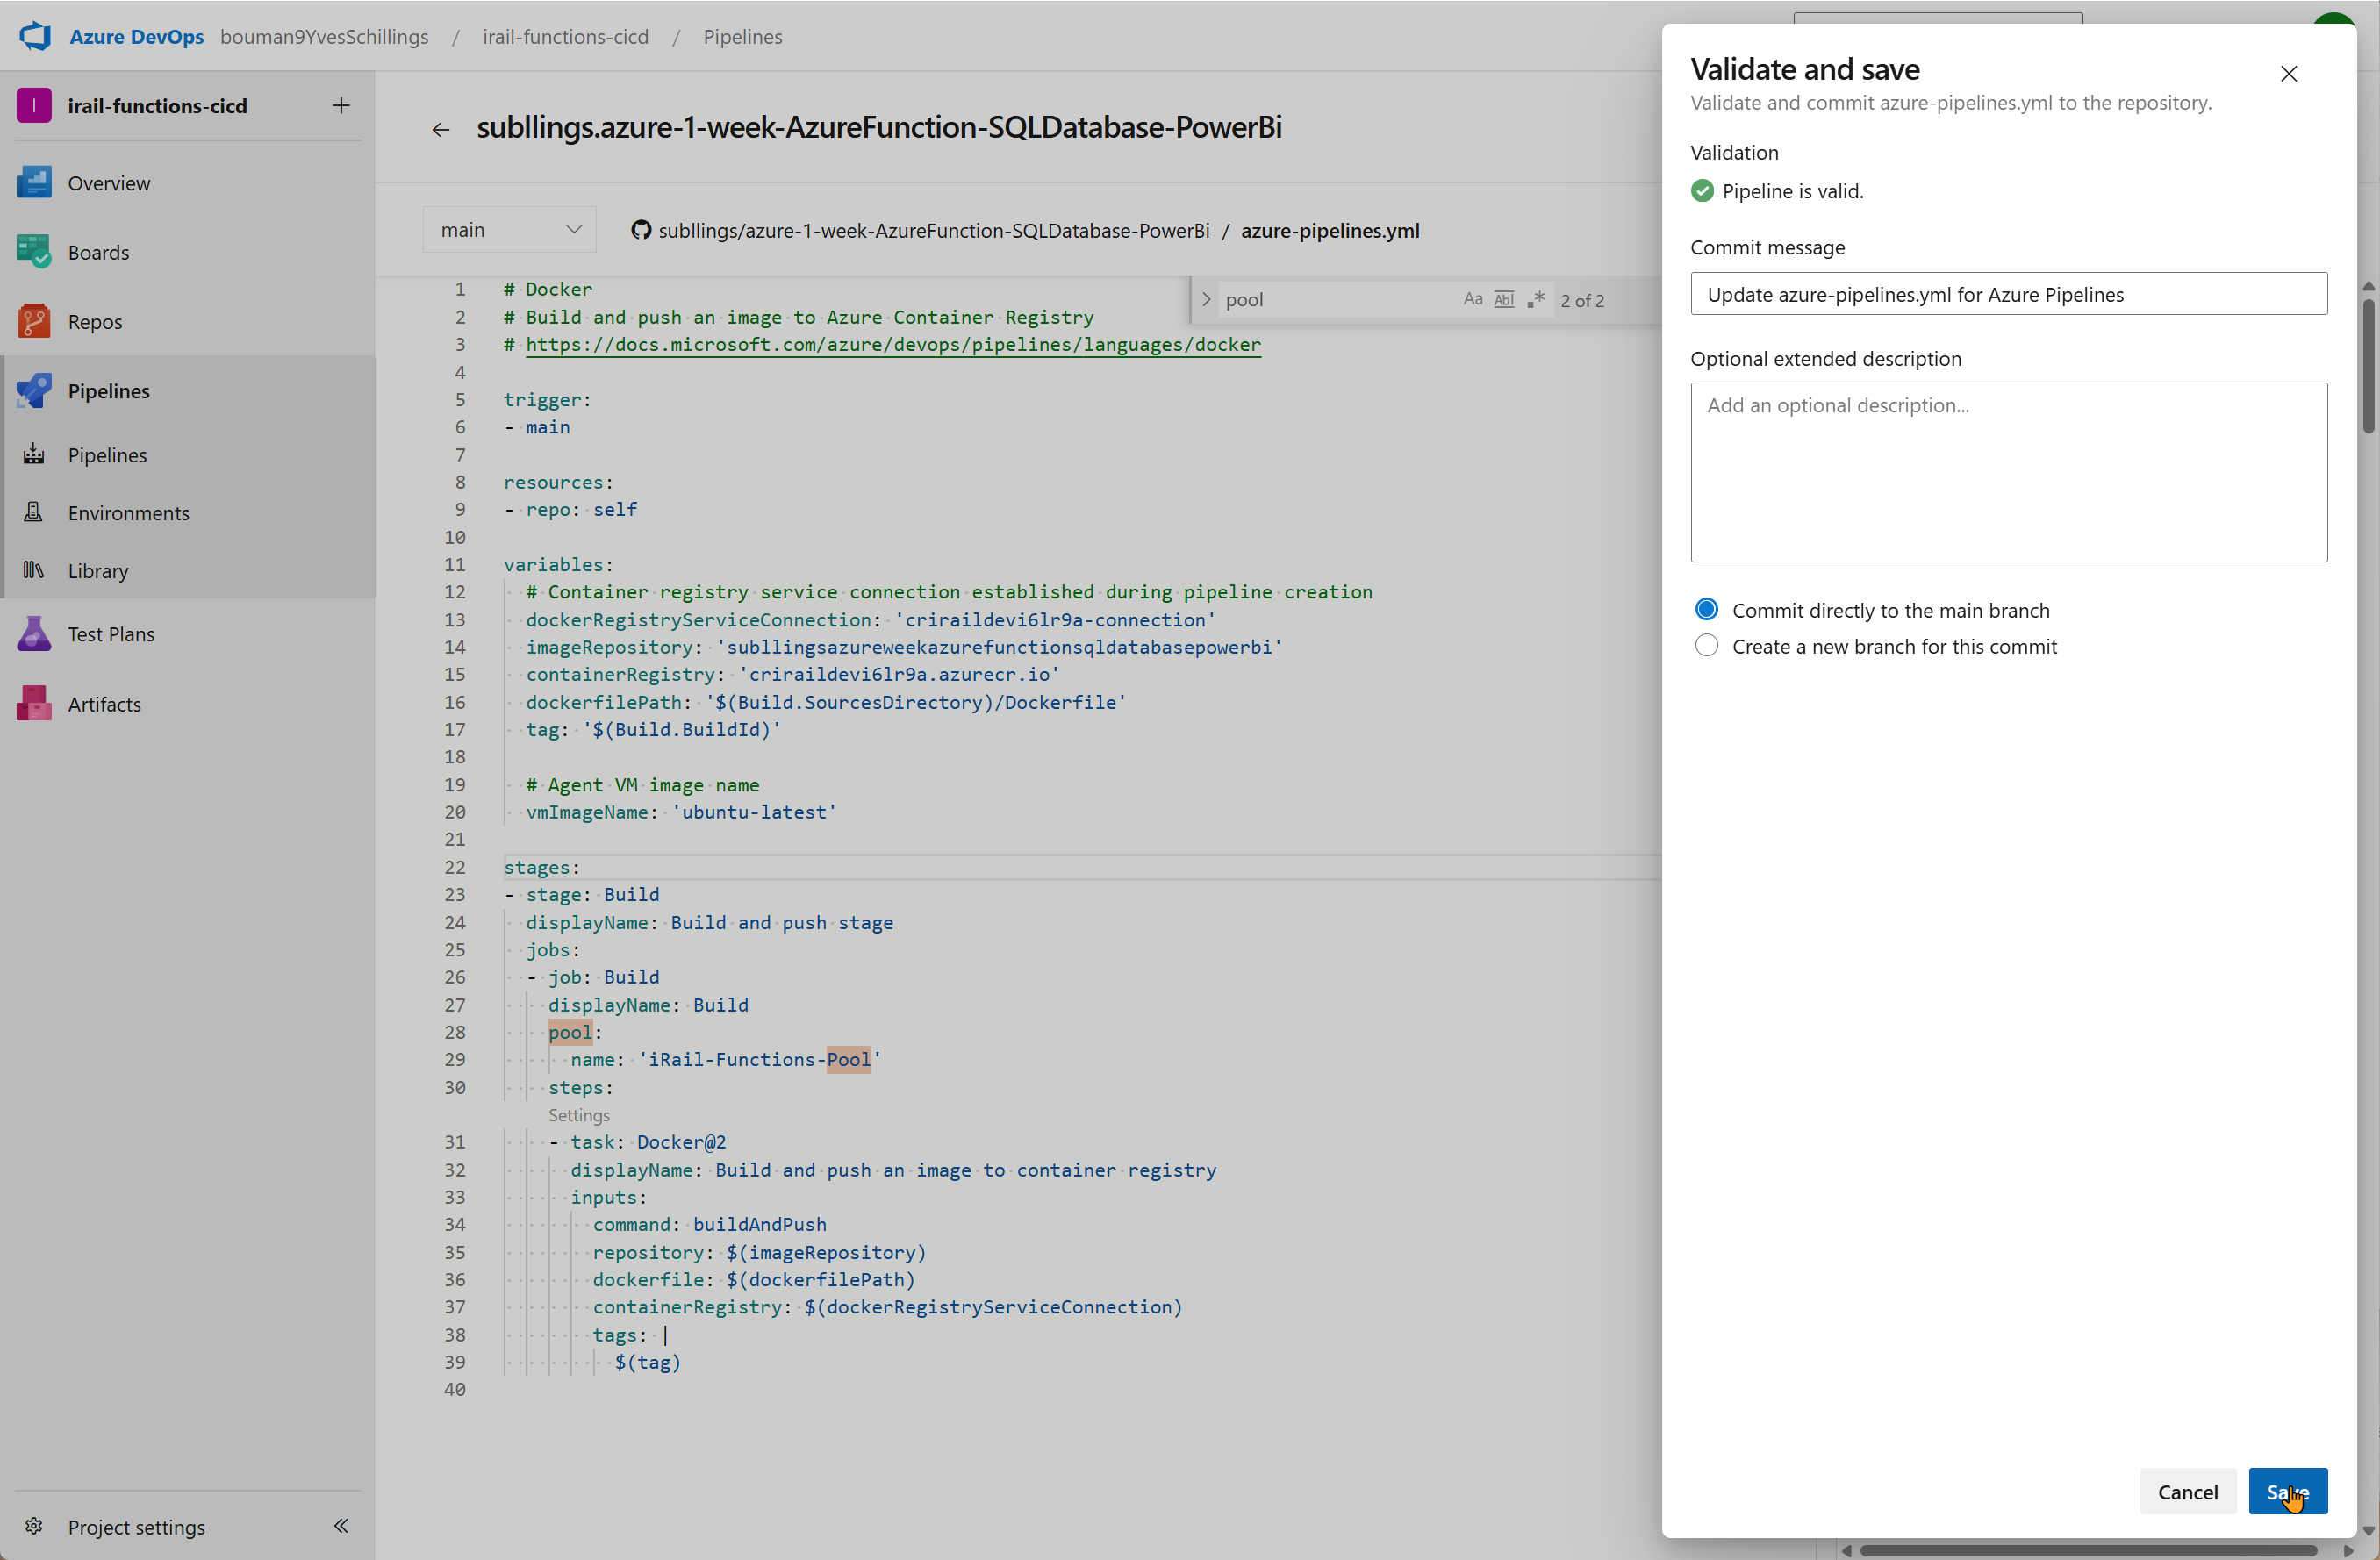 Azure DevOps bouman9YvesSchillings / irail-functions-cicd / Pipelines
I irail-functions-cicd +
Overview
Boards
Repos
Pipelines
Pipelines
Environments
Library
Test Plans
Artifacts
Project settings
subllings.azure-1-week-AzureFunction-SQLDatabase-PowerBi
main
subllings/azure-1-week-AzureFunction-SQLDatabase-PowerBi / azure-pipelines.yml
pool Aa Abl .* 2 of 2
1 # Docker
2 # Build and push an image to Azure Container Registry
3 # https://docs.microsoft.com/azure/devops/pipelines/languages/docker
4
5 trigger:
6 - main
7
8 resources:
9 - repo: self
10
11 variables:
12 # Container registry service connection established during pipeline creation
13 dockerRegistryServiceConnection: 'criraildevi6lr9a-connection'
14 imageRepository: 'subllingsazureweekazurefunctionsqldatabasepowerbi'
15 containerRegistry: 'criraildevi6lr9a.azurecr.io'
16 dockerfilePath: '$(Build.SourcesDirectory)/Dockerfile'
17 tag: '$(Build.BuildId)'
18
19 # Agent VM image name
20 vmImageName: 'ubuntu-latest'
21
22 stages:
23 - stage: Build
24 displayName: Build and push stage
25 jobs:
26 - job: Build
27 displayName: Build
28 pool:
29 name: 'iRail-Functions-Pool'
30 steps:
Settings
31 - task: Docker@2
32 displayName: Build and push an image to container registry
33 inputs:
34 command: buildAndPush
35 repository: $(imageRepository)
36 dockerfile: $(dockerfilePath)
37 containerRegistry: $(dockerRegistryServiceConnection)
38 tags: |
39 $(tag)
40
Validate and save
Validate and commit azure-pipelines.yml to the repository.
Validation
Pipeline is valid.
Commit message
Update azure-pipelines.yml for Azure Pipelines
Optional extended description
Add an optional description...
Commit directly to the main branch
Create a new branch for this commit
Cancel
Save